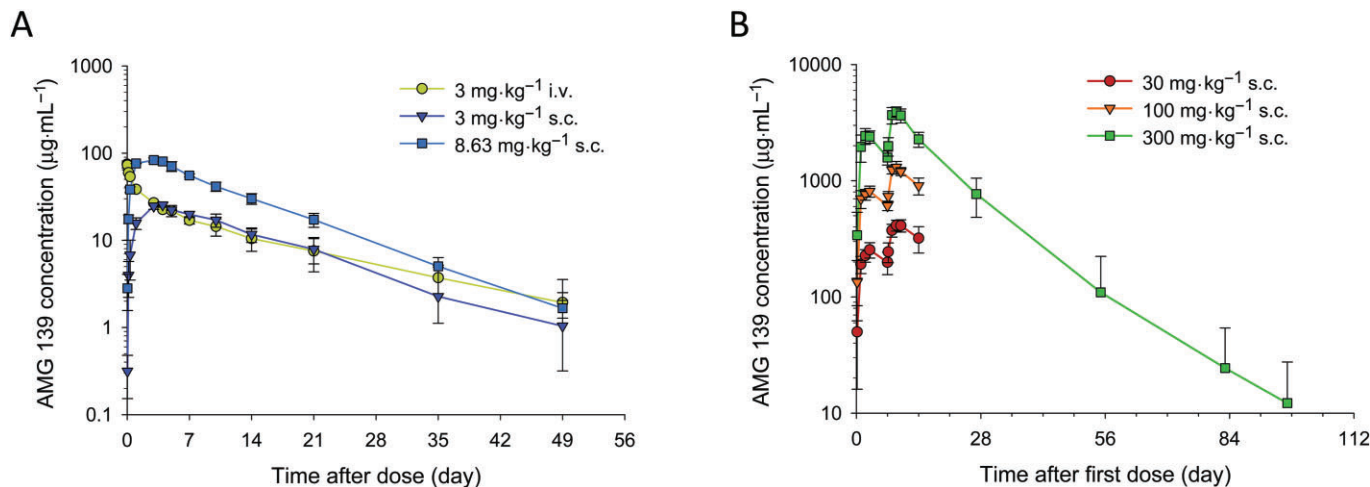 A
AMG 139 concentration (µg·mL⁻¹)
1000
100
10
1
0.1
3 mg·kg⁻¹ i.v.
3 mg·kg⁻¹ s.c.
8.63 mg·kg⁻¹ s.c.
0 7 14 21 28 35 42 49 56
Time after dose (day)
B
AMG 139 concentration (µg·mL⁻¹)
10000
1000
100
10
30 mg·kg⁻¹ s.c.
100 mg·kg⁻¹ s.c.
300 mg·kg⁻¹ s.c.
0 28 56 84 112
Time after first dose (day)